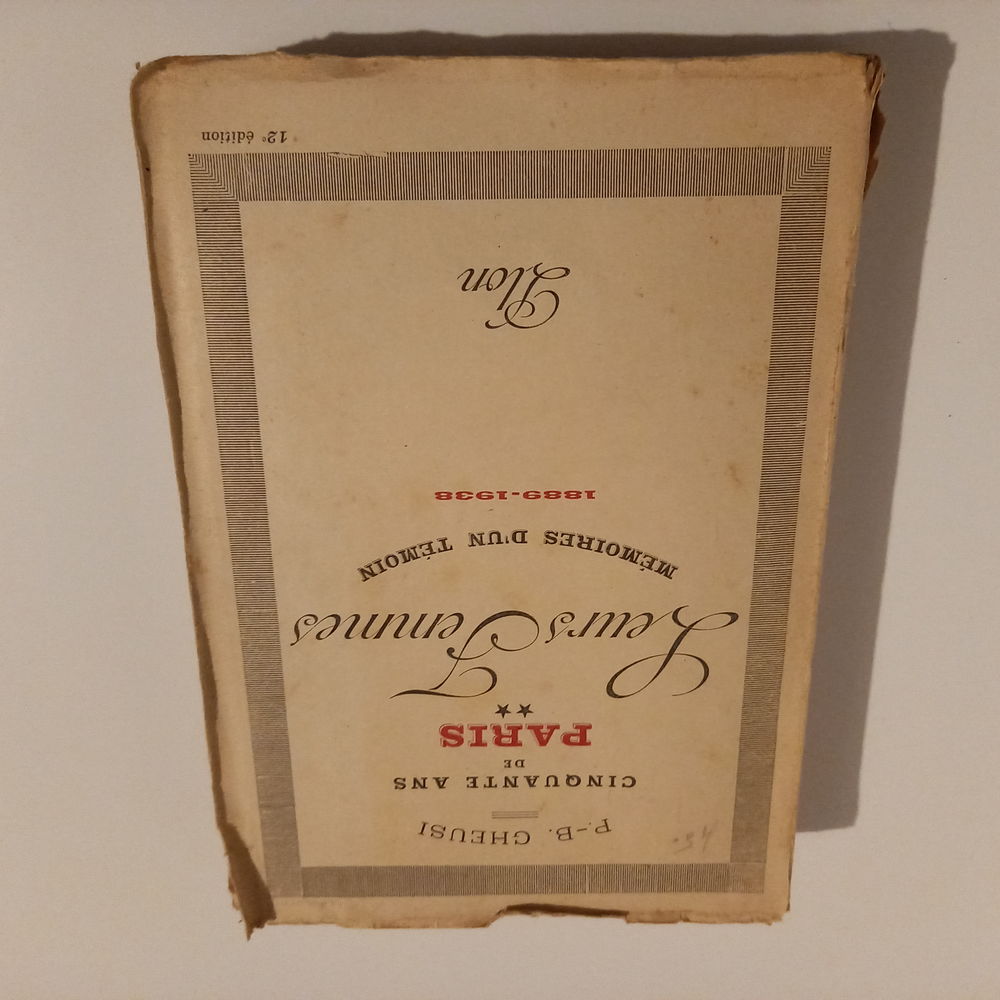 P.-B. GHEUSI
CINQUANTE ANS
DE
PARIS
Leurs Femmes
MÉMOIRES D'UN TÉMOIN
1889-1938
Plon
12e édition